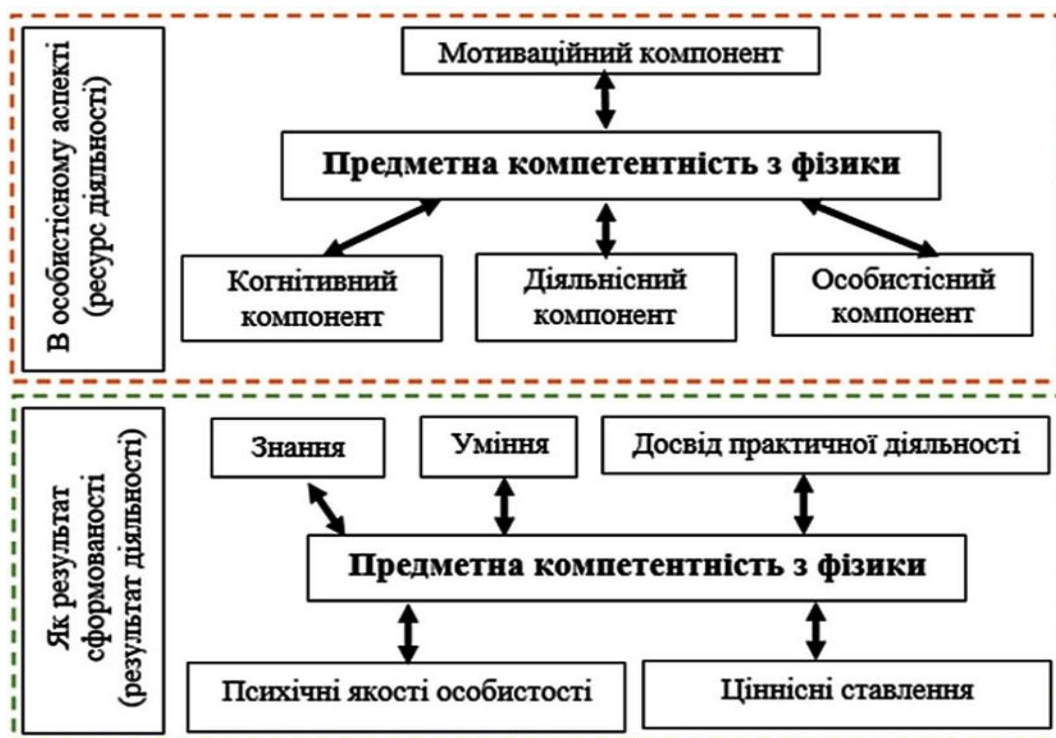 В особистісному аспекті
(ресурс діяльності)
Мотиваційний компонент
Предметна компетентність з фізики
Когнітивний
компонент
Діяльнісний
компонент
Особистісний
компонент
Як результат
сформованості
(результат діяльності)
Знання
Уміння
Досвід практичної діяльності
Предметна компетентність з фізики
Психічні якості особистості
Ціннісні ставлення